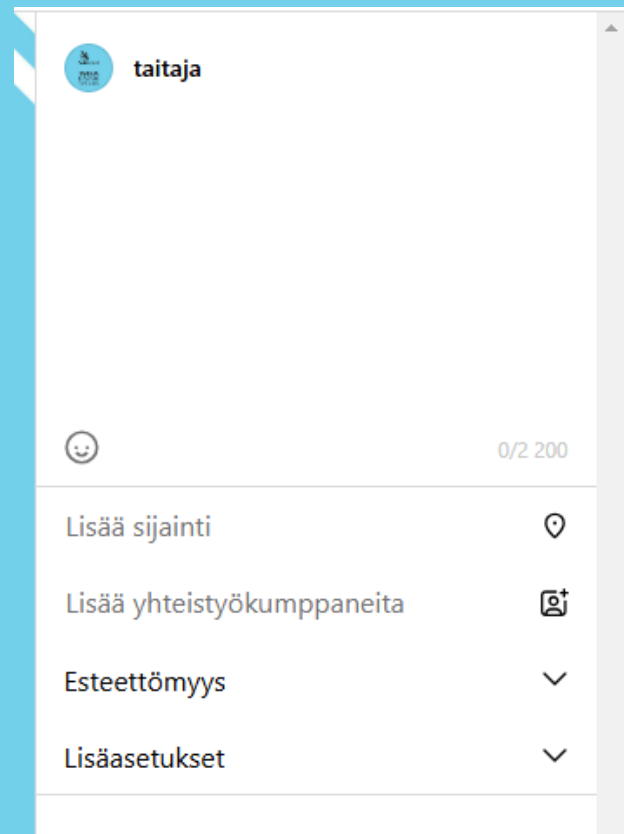 taitaja
0/2 200
Lisää sijainti
Lisää yhteistyökumppaneita
Esteettömyys
Lisäasetukset